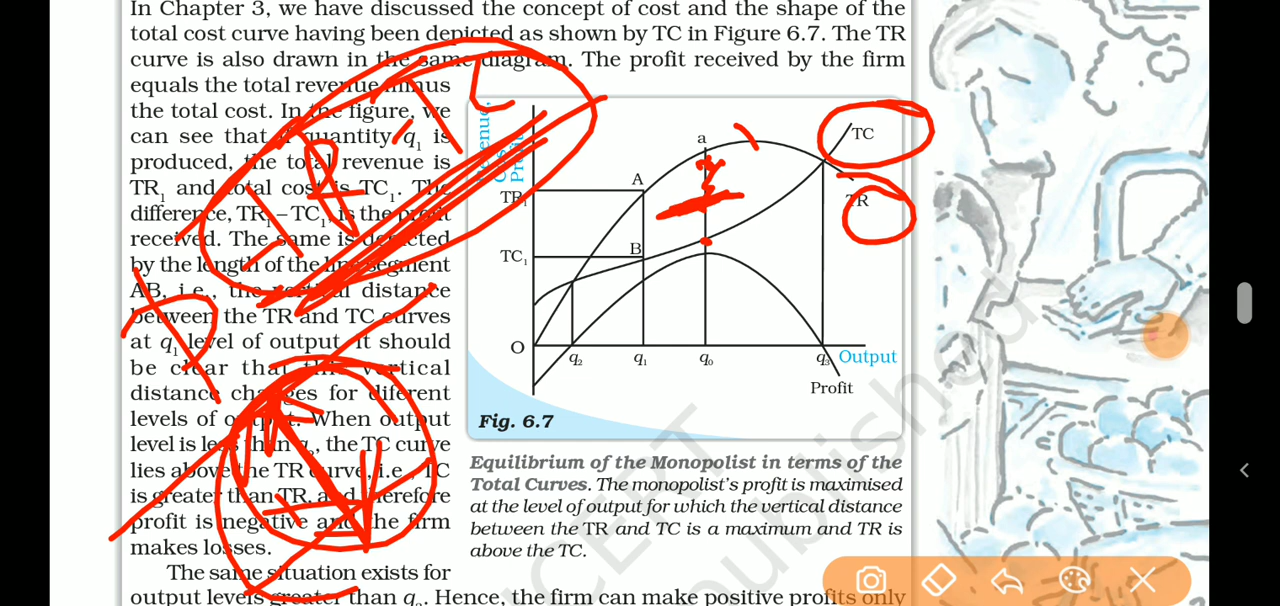 In Chapter 3, we have discussed the concept of cost and the shape of the
total cost curve having been depicted as shown by TC in Figure 6.7. The TR
curve is also drawn in the same diagram. The profit received by the firm
equals the total revenue minus
the total cost. In the figure, we
can see that if quantity q1 is
produced, the total revenue is
TR1 and total cost is TC1. The
difference, TR1 – TC1, is the profit
received. The same is depicted
by the length of the line segment
AB, i.e., the vertical distance
between the TR and TC curves
at q1 level of output. It should
be clear that this vertical
distance changes for diferent
levels of output. When output
level is less than q2, the TC curve
lies above the TR curve, i.e., TC
is greater than TR, and therefore
profit is negative and the firm
makes losses.
The same situation exists for
output levels greater than q3. Hence, the firm can make positive profits only
TR - TC
Revenue,
Cost,
Profit
TR1
TC1
O
A
B
a
TC
TR
q2
q1
q0
q3
Output
Profit
Fig. 6.7
Equilibrium of the Monopolist in terms of the
Total Curves. The monopolist's profit is maximised
at the level of output for which the vertical distance
between the TR and TC is a maximum and TR is
above the TC.
NCERT
published